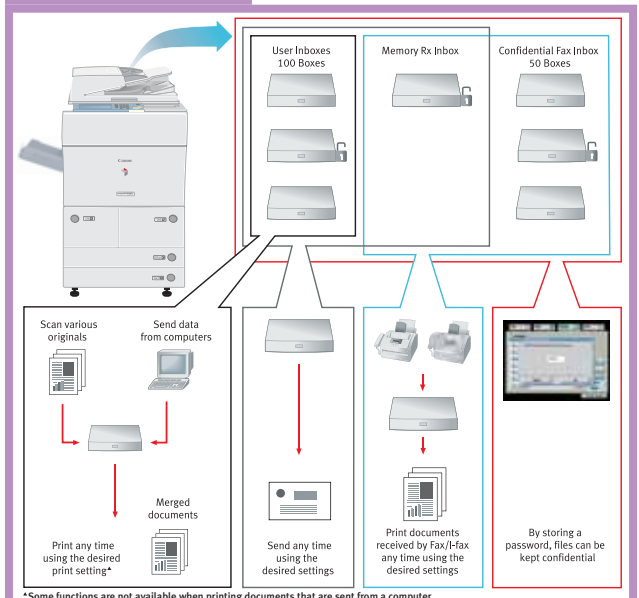 User Inboxes
100 Boxes
Memory Rx Inbox
Confidential Fax Inbox
50 Boxes
Canon
Scan various
originals
Send data
from computers
Merged
documents
Print any time
using the desired
print setting▲
Send any time
using the
desired settings
Print documents
received by Fax/I-fax
any time using the
desired settings
By storing a
password, files can be
kept confidential
▲Some functions are not available when printing documents that are sent from a computer.